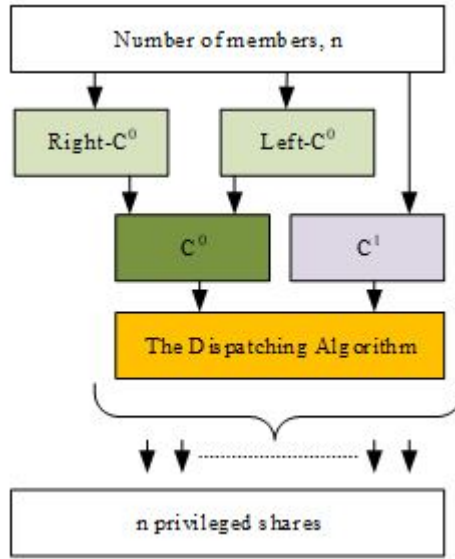 Number of members, n
Right-C⁰
Left-C⁰
C⁰
C¹
The Dispatching Algorithm
n privileged shares